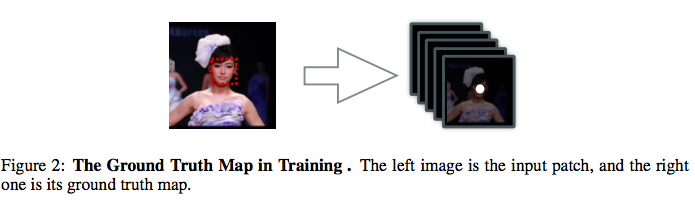 Figure 2: The Ground Truth Map in Training . The left image is the input patch, and the right
one is its ground truth map.